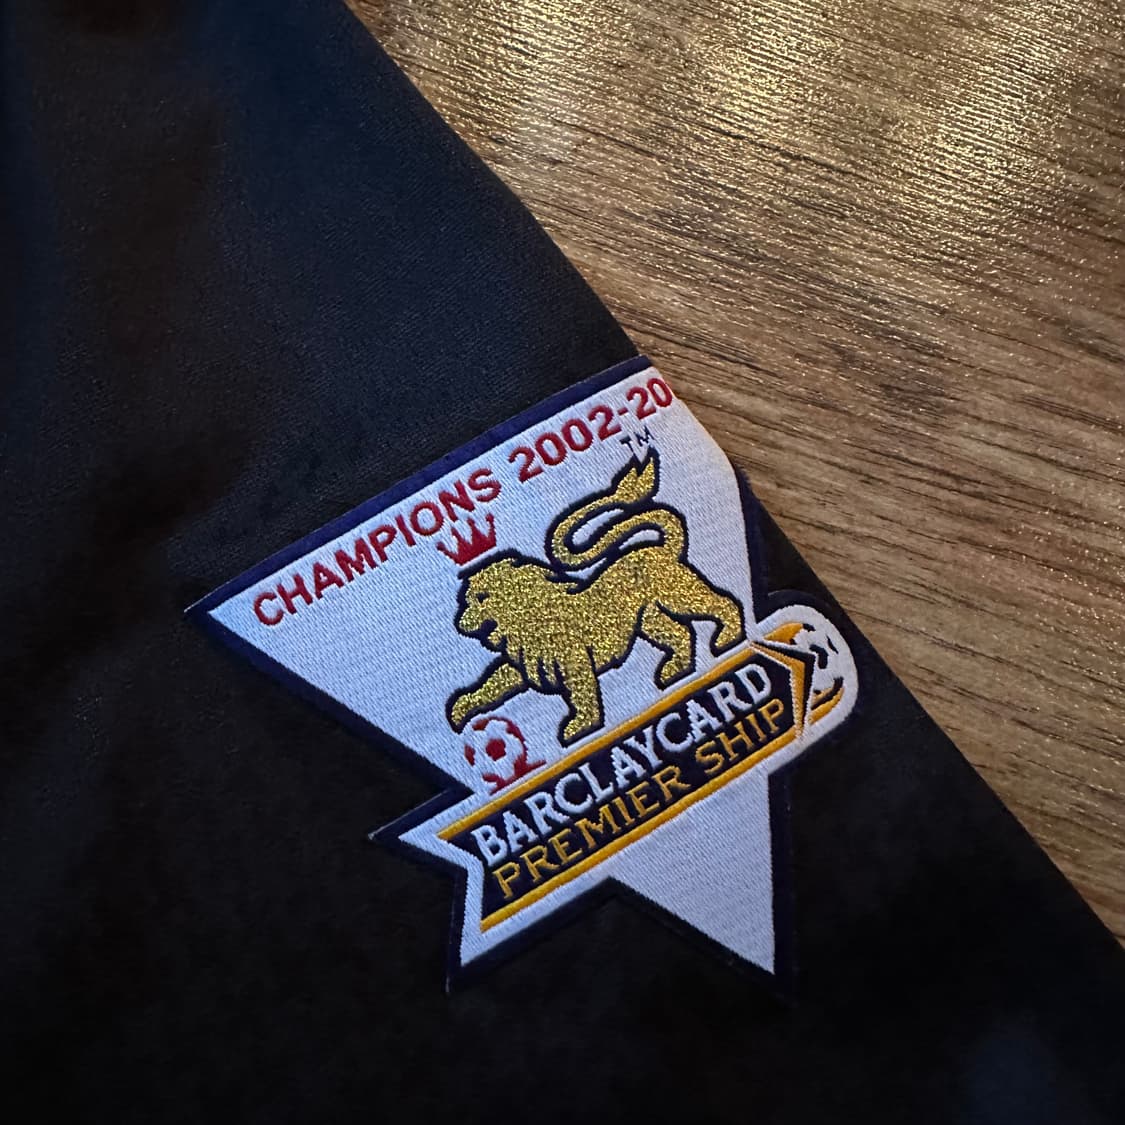 CHAMPIONS 2002-20
TM
BARCLAYCARD
PREMIER SHIP